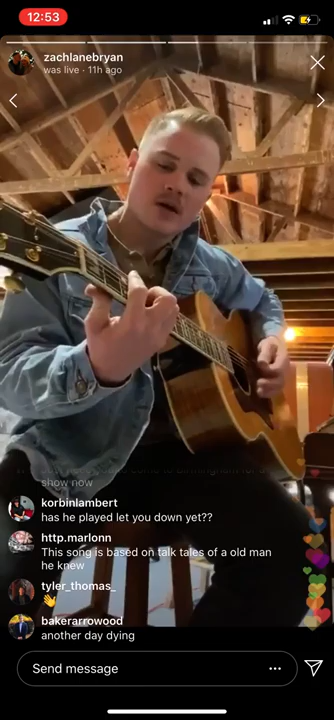 12:53
zachlanebryan
was live · 11h ago
show now
korbinlambert
has he played let you down yet??
http.marlonn
This song is based on talk tales of a old man
he knew
tyler_thomas_
👋
bakerarrowood
another day dying
Send message